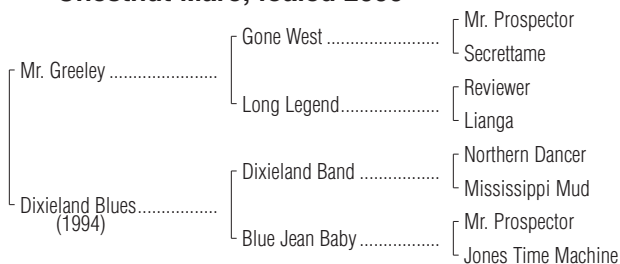 Chestnut Mare; foaled
Mr. Prospector
Gone West ........................
Secrettame
Mr. Greeley .......................
Reviewer
Long Legend.....................
Lianga
Northern Dancer
Dixieland Band .................
Mississippi Mud
Dixieland Blues.................
(1994)
Mr. Prospector
Blue Jean Baby.................
Jones Time Machine